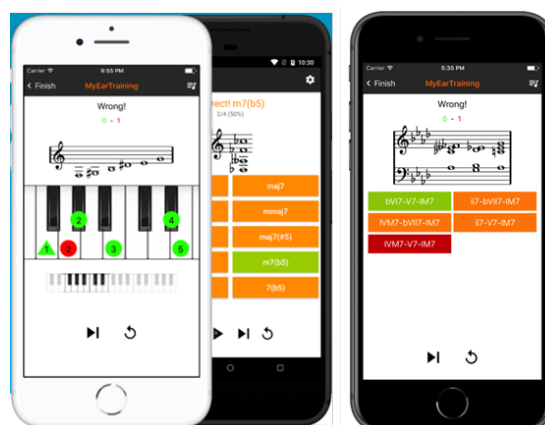 Carrier 9:55 PM
< Finish MyEarTraining
Wrong!
0 - 1
2 4
1 2 3 5
10:30
rect! m7(b5)
2/4 (50%)
maj7
mmaj7
maj7(#5)
m7(b5)
7(b5)
Carrier 5:35 PM
< Finish MyEarTraining
Wrong!
0 - 1
bVI7-V7-IM7 ii7-bVII7-IM7
IVM7-bVII7-IM7 ii7-V7-IM7
IVM7-V7-IM7